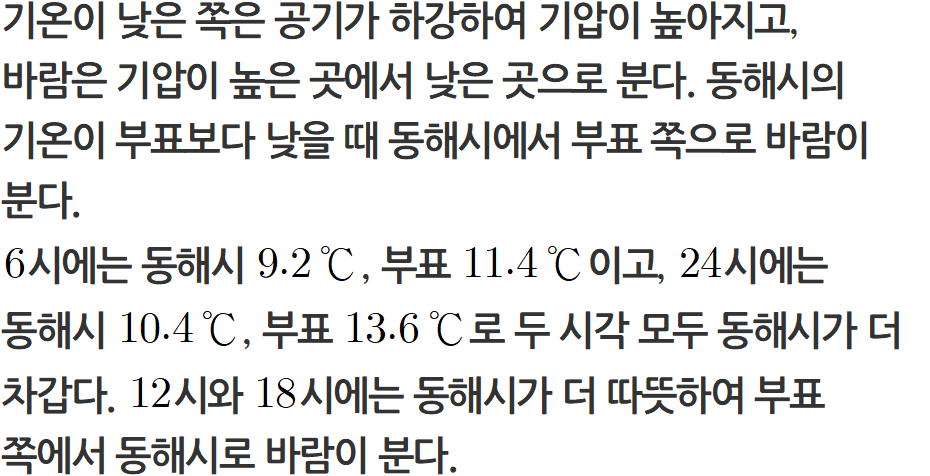 기온이 낮은 쪽은 공기가 하강하여 기압이 높아지고,
바람은 기압이 높은 곳에서 낮은 곳으로 분다. 동해시의
기온이 부표보다 낮을 때 동해시에서 부표 쪽으로 바람이
분다.
6시에는 동해시 9.2℃, 부표 11.4℃이고, 24시에는
동해시 10.4℃, 부표 13.6℃로 두 시각 모두 동해시가 더
차갑다. 12시와 18시에는 동해시가 더 따뜻하여 부표
쪽에서 동해시로 바람이 분다.